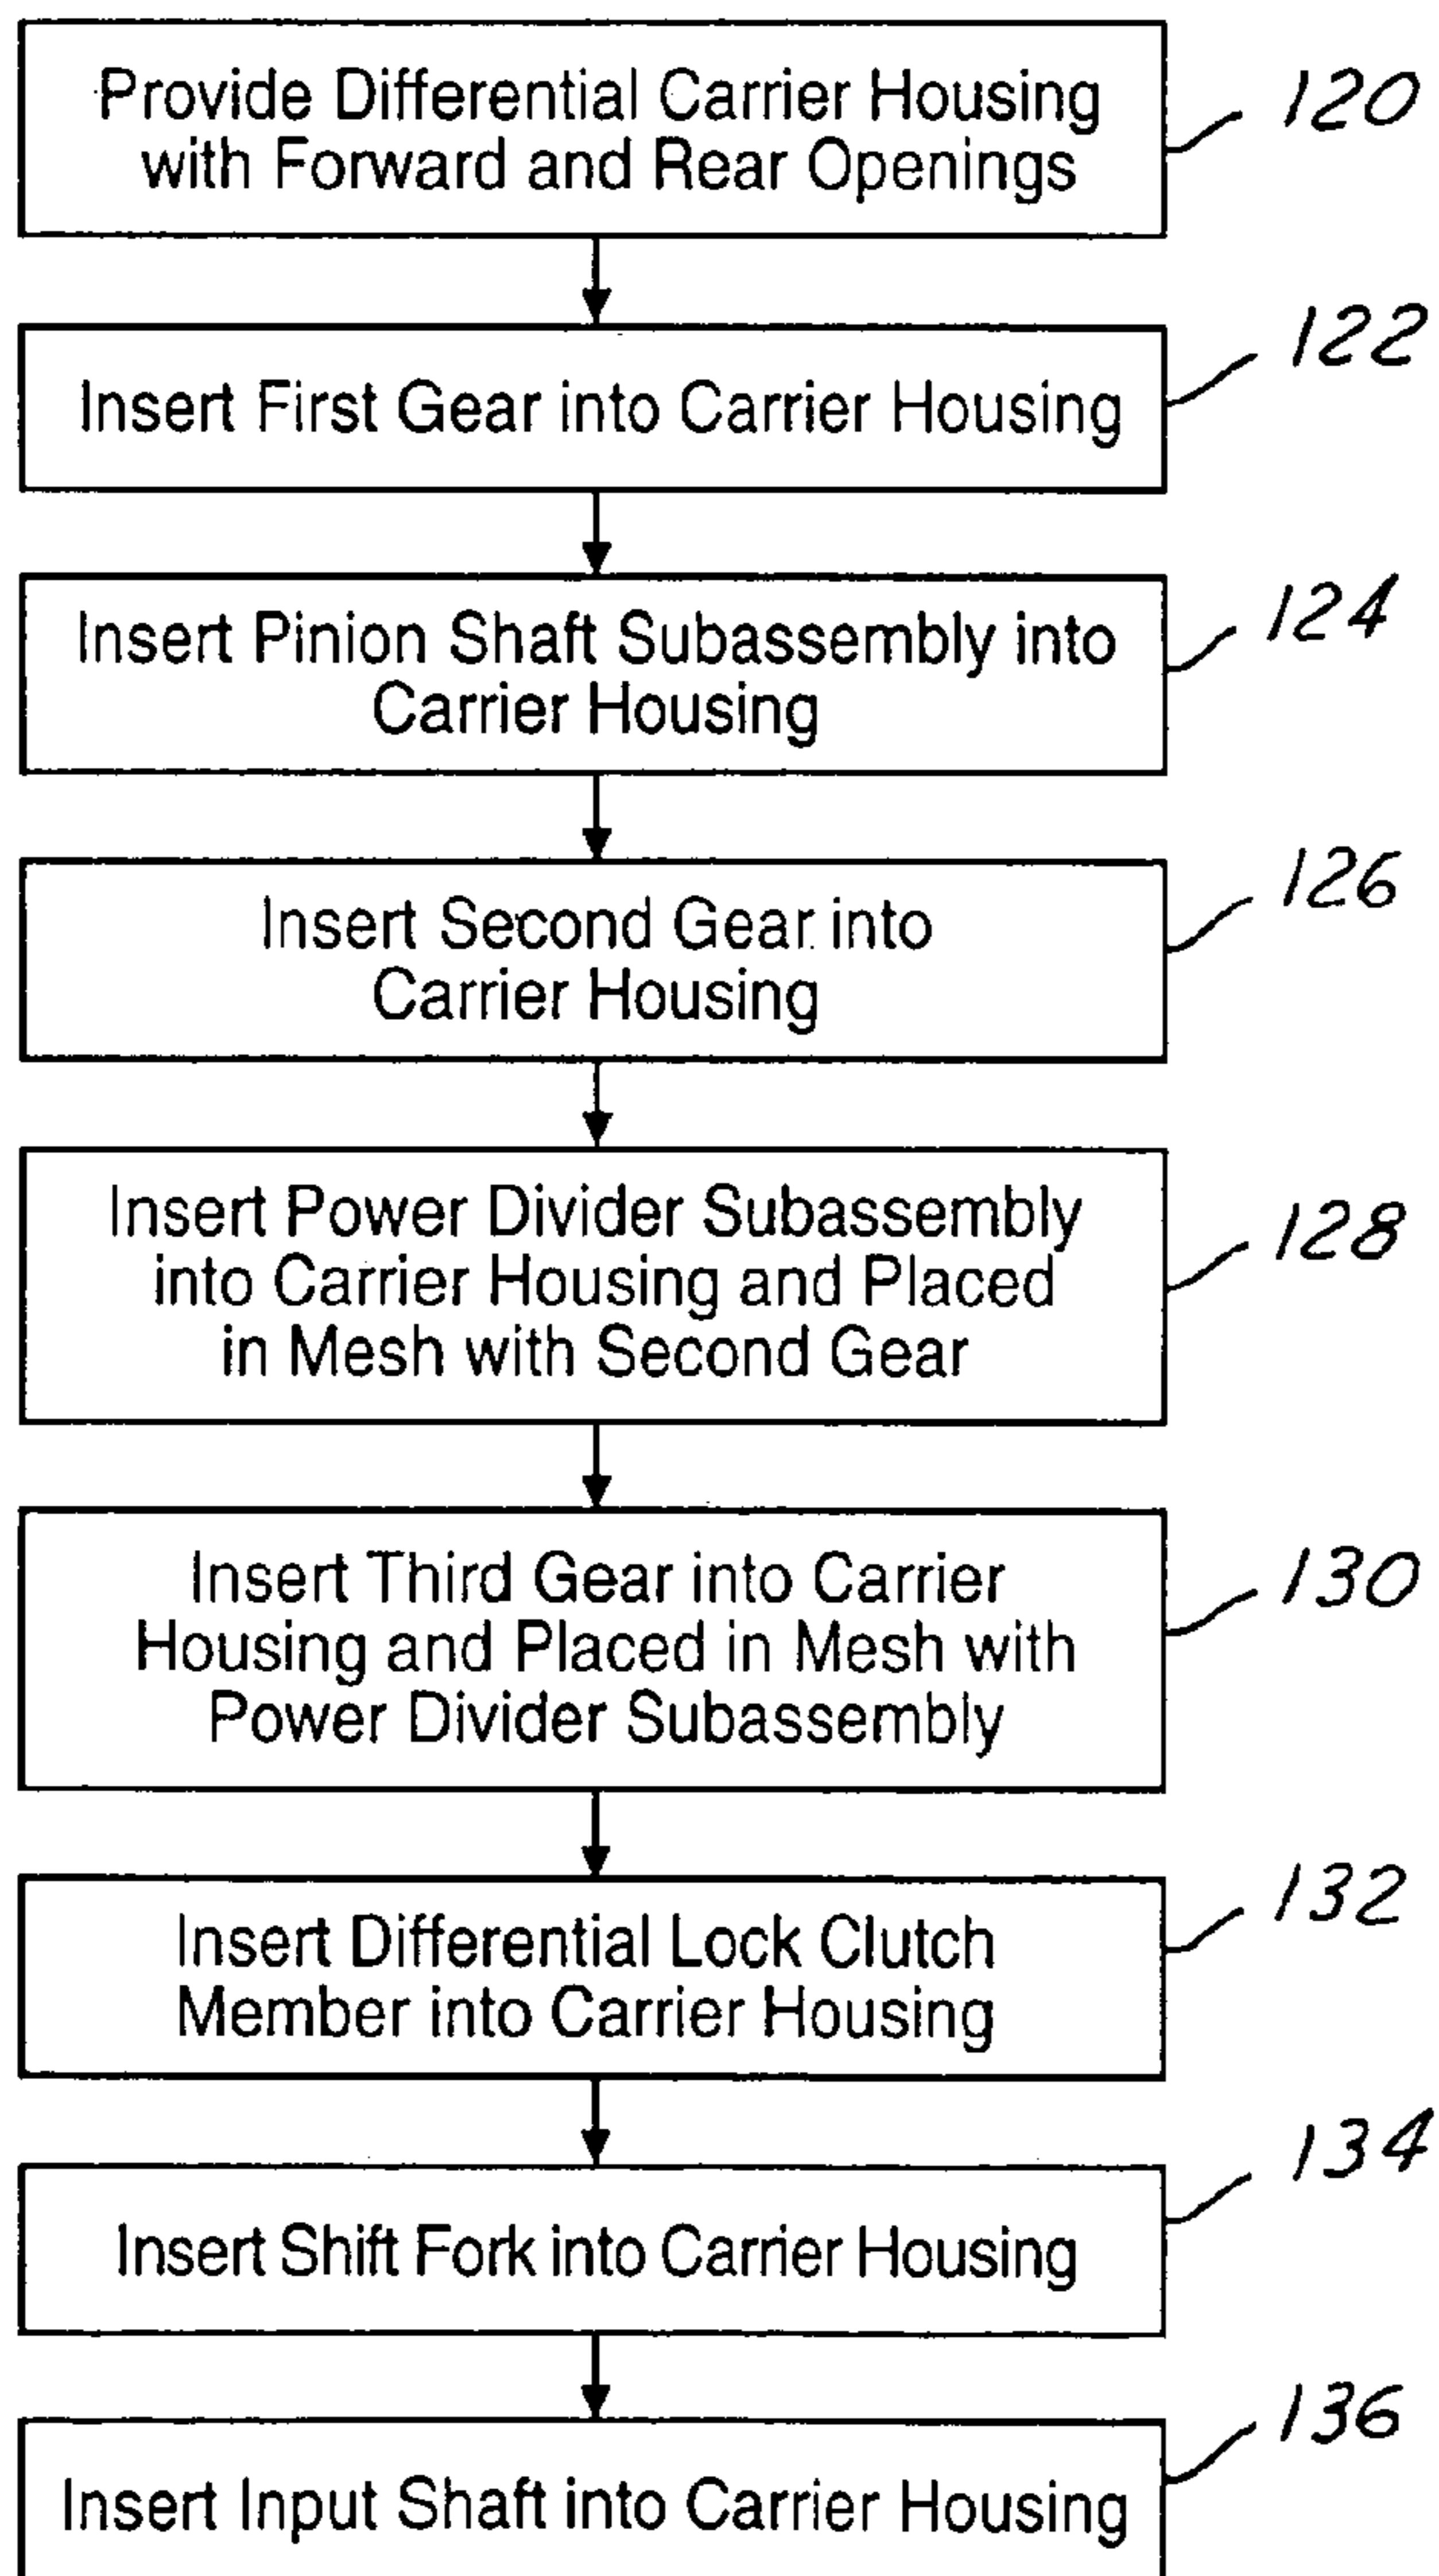 Provide Differential Carrier Housing
with Forward and Rear Openings
120
Insert First Gear into Carrier Housing
122
Insert Pinion Shaft Subassembly into
Carrier Housing
124
Insert Second Gear into
Carrier Housing
126
Insert Power Divider Subassembly
into Carrier Housing and Placed
in Mesh with Second Gear
128
Insert Third Gear into Carrier
Housing and Placed in Mesh with
Power Divider Subassembly
130
Insert Differential Lock Clutch
Member into Carrier Housing
132
Insert Shift Fork into Carrier Housing
134
Insert Input Shaft into Carrier Housing
136